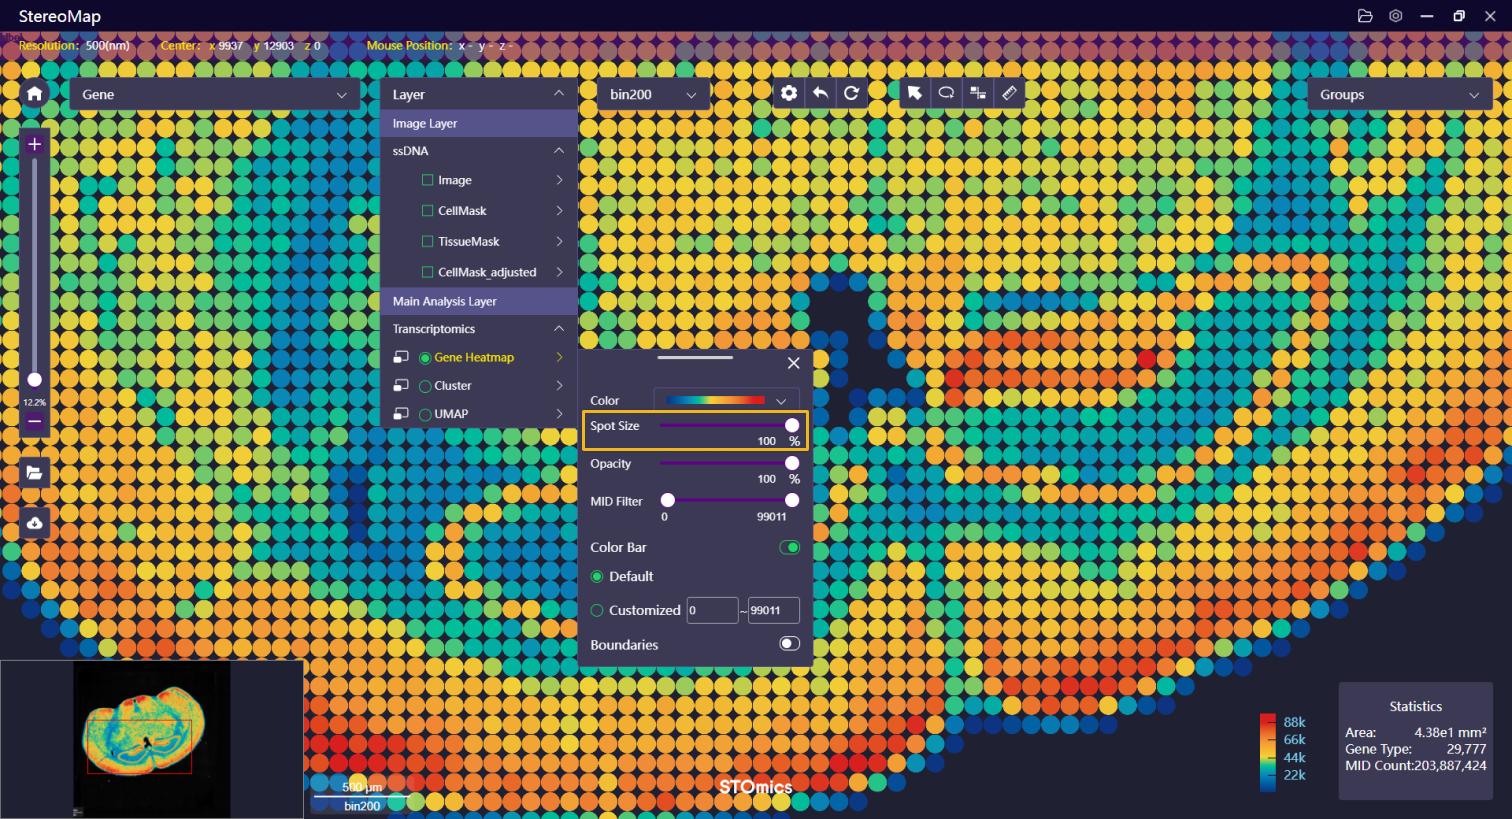 StereoMap
Resolution: 500(nm) Center: x 9937 y 12903 z 0 Mouse Position: x - y - z -
Gene
Layer
bin200
Groups
Image Layer
ssDNA
Image
CellMask
TissueMask
CellMask_adjusted
Main Analysis Layer
Transcriptomics
Gene Heatmap
Cluster
UMAP
12.2%
Color
Spot Size
100 %
Opacity
100 %
MID Filter
0 99011
Color Bar
Default
Customized 0 ~ 99011
Boundaries
88k
66k
44k
22k
Statistics
Area: 4.38e1 mm²
Gene Type: 29,777
MID Count:203,887,424
500 μm
bin200
STOmics